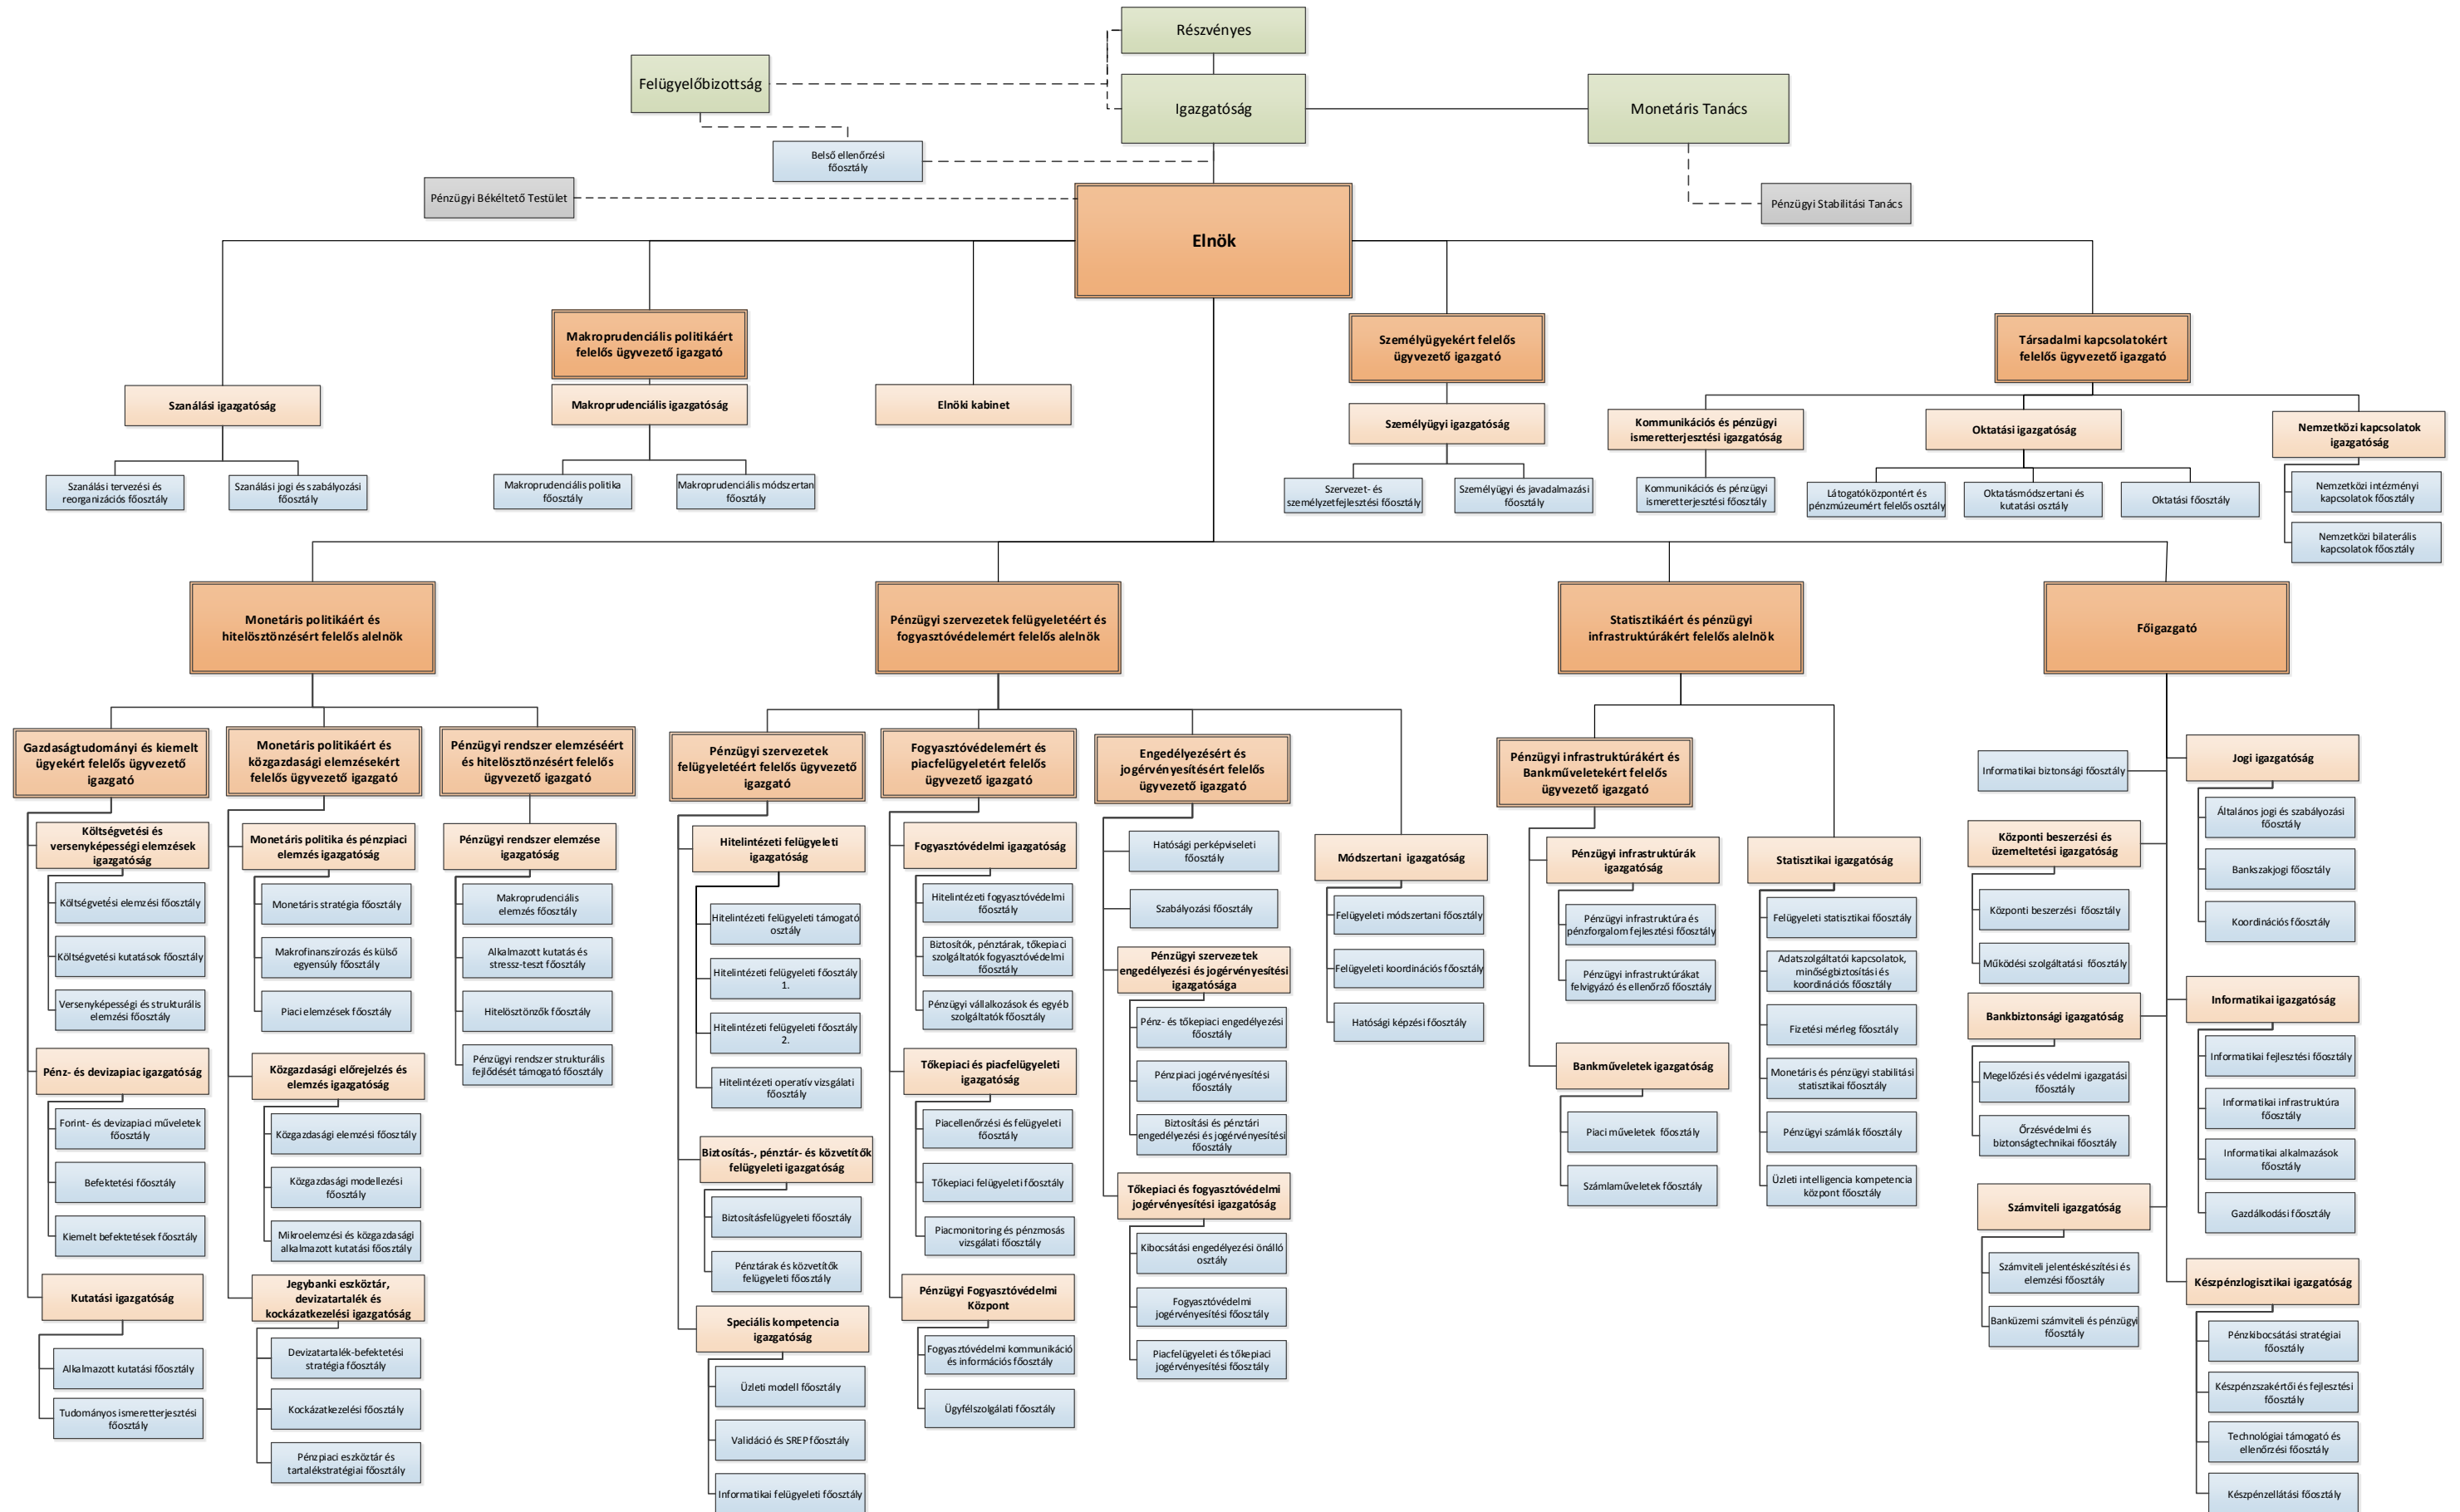 Részvényes
Felügyelőbizottság
Igazgatóság
Monetáris Tanács
Belső ellenőrzési
főosztály
Pénzügyi Békéltető Testület
Pénzügyi Stabilitási Tanács
Elnök
Makroprudenciális politikáért
felelős ügyvezető igazgató
Személyügyekért felelős
ügyvezető igazgató
Társadalmi kapcsolatokért
felelős ügyvezető igazgató
Szanálási igazgatóság
Makroprudenciális igazgatóság
Elnöki kabinet
Személyügyi igazgatóság
Kommunikációs és pénzügyi
ismeretterjesztési igazgatóság
Oktatási igazgatóság
Nemzetközi kapcsolatok
igazgatóság
Szanálási tervezési és
reorganizációs főosztály
Szanálási jogi és szabályozási
főosztály
Makroprudenciális politika
főosztály
Makroprudenciális módszertan
főosztály
Szervezet- és
személyzetfejlesztési főosztály
Személyügyi és javadalmazási
főosztály
Kommunikációs és pénzügyi
ismeretterjesztési főosztály
Látogatóközpontért és
pénzmúzeumért felelős osztály
Oktatásmódszertani és
kutatási osztály
Oktatási főosztály
Nemzetközi intézményi
kapcsolatok főosztály
Nemzetközi bilaterális
kapcsolatok főosztály
Monetáris politikáért és
hitelösztönzésért felelős alelnök
Pénzügyi szervezetek felügyeletéért és
fogyasztóvédelemért felelős alelnök
Statisztikáért és pénzügyi
infrastruktúrákért felelős alelnök
Főigazgató
Gazdaságtudományi és kiemelt
ügyekért felelős ügyvezető
igazgató
Költségvetési és
versenyképességi elemzések
igazgatóság
Költségvetési elemzési főosztály
Költségvetési kutatások főosztály
Versenyképességi és strukturális
elemzési főosztály
Pénz- és devizapiac igazgatóság
Forint- és devizapiaci műveletek
főosztály
Befektetési főosztály
Kiemelt befektetések főosztály
Kutatási igazgatóság
Alkalmazott kutatási főosztály
Tudományos ismeretterjesztési
főosztály
Monetáris politikáért és
közgazdasági elemzésekért
felelős ügyvezető igazgató
Monetáris politika és pénzpiaci
elemzés igazgatóság
Monetáris stratégia főosztály
Makrofinanszírozás és külső
egyensúly főosztály
Piaci elemzések főosztály
Közgazdasági előrejelzés és
elemzés igazgatóság
Közgazdasági elemzési főosztály
Közgazdasági modellezési
főosztály
Mikroelemzési és közgazdasági
alkalmazott kutatási főosztály
Jegybanki eszköztár,
devizatartalék és
kockázatkezelési igazgatóság
Devizatartalék-befektetési
stratégia főosztály
Kockázatkezelési főosztály
Pénzpiaci eszköztár és
tartalékstratégiai főosztály
Pénzügyi rendszer elemzéséért
és hitelösztönzésért felelős
ügyvezető igazgató
Pénzügyi rendszer elemzése
igazgatóság
Makroprudenciális
elemzés főosztály
Alkalmazott kutatás és
stressz-teszt főosztály
Hitelösztönzők főosztály
Pénzügyi rendszer strukturális
fejlődését támogató főosztály
Pénzügyi szervezetek
felügyeletéért felelős ügyvezető
igazgató
Hitelintézeti felügyeleti
igazgatóság
Hitelintézeti felügyeleti támogató
osztály
Hitelintézeti felügyeleti főosztály
1.
Hitelintézeti felügyeleti főosztály
2.
Hitelintézeti operatív vizsgálati
főosztály
Biztosítás-, pénztár- és közvetítők
felügyeleti igazgatóság
Biztosításfelügyeleti főosztály
Pénztárak és közvetítők
felügyeleti főosztály
Speciális kompetencia
igazgatóság
Üzleti modell főosztály
Validáció és SREP főosztály
Informatikai felügyeleti főosztály
Fogyasztóvédelemért és
piacfelügyeletért felelős
ügyvezető igazgató
Fogyasztóvédelmi igazgatóság
Hitelintézeti fogyasztóvédelmi
főosztály
Biztosítók, pénztárak, tőkepiaci
szolgáltatók fogyasztóvédelmi
főosztály
Pénzügyi vállalkozások és egyéb
szolgáltatók főosztály
Tőkepiaci és piacfelügyeleti
igazgatóság
Piacellenőrzési és felügyeleti
főosztály
Tőkepiaci felügyeleti főosztály
Piacmonitoring és pénzmosás
vizsgálati főosztály
Pénzügyi Fogyasztóvédelmi
Központ
Fogyasztóvédelmi kommunikáció
és információs főosztály
Ügyfélszolgálati főosztály
Engedélyezésért és
jogérvényesítésért felelős
ügyvezető igazgató
Hatósági perképviseleti
főosztály
Szabályozási főosztály
Pénzügyi szervezetek
engedélyezési és jogérvényesítési
igazgatósága
Pénz- és tőkepiaci engedélyezési
főosztály
Pénzpiaci jogérvényesítési
főosztály
Biztosítási és pénztári
engedélyezési és jogérvényesítési
főosztály
Tőkepiaci és fogyasztóvédelmi
jogérvényesítési igazgatóság
Kibocsátási engedélyezési önálló
osztály
Fogyasztóvédelmi
jogérvényesítési főosztály
Piacfelügyeleti és tőkepiaci
jogérvényesítési főosztály
Módszertani igazgatóság
Felügyeleti módszertani főosztály
Felügyeleti koordinációs főosztály
Hatósági képzési főosztály
Pénzügyi infrastruktúrákért és
Bankműveletekért felelős
ügyvezető igazgató
Pénzügyi infrastruktúrák
igazgatóság
Pénzügyi infrastruktúra és
pénzforgalom fejlesztési főosztály
Pénzügyi infrastruktúrákat
felvigyázó és ellenőrző főosztály
Bankműveletek igazgatóság
Piaci műveletek főosztály
Számlaműveletek főosztály
Statisztikai igazgatóság
Felügyeleti statisztikai főosztály
Adatszolgáltatói kapcsolatok,
minőségbiztosítási és
koordinációs főosztály
Fizetési mérleg főosztály
Monetáris és pénzügyi stabilitási
statisztikai főosztály
Pénzügyi számlák főosztály
Üzleti intelligencia kompetencia
központ főosztály
Informatikai biztonsági főosztály
Központi beszerzési és
üzemeltetési igazgatóság
Központi beszerzési főosztály
Működési szolgáltatási főosztály
Bankbiztonsági igazgatóság
Megelőzési és védelmi igazgatási
főosztály
Őrzésvédelmi és
biztonságtechnikai főosztály
Számviteli igazgatóság
Számviteli jelentéskészítési és
elemzési főosztály
Banküzemi számviteli és pénzügyi
főosztály
Jogi igazgatóság
Általános jogi és szabályozási
főosztály
Bankszakjogi főosztály
Koordinációs főosztály
Informatikai igazgatóság
Informatikai fejlesztési főosztály
Informatikai infrastruktúra
főosztály
Informatikai alkalmazások
főosztály
Gazdálkodási főosztály
Készpénzlogisztikai igazgatóság
Pénzkibocsátási stratégiai
főosztály
Készpénzszakértői és fejlesztési
főosztály
Technológiai támogató és
ellenőrzési főosztály
Készpénzellátási főosztály